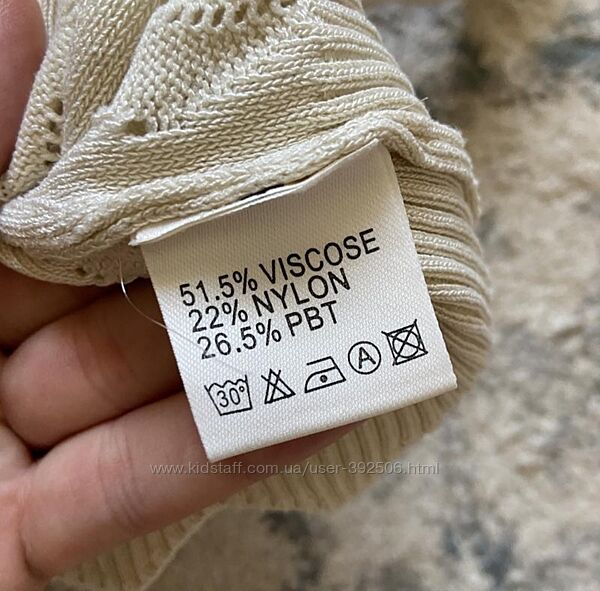 51.5% VISCOSE
22% NYLON
26.5% PBT
30° A
www.kidstaff.com.ua/user-392506.html